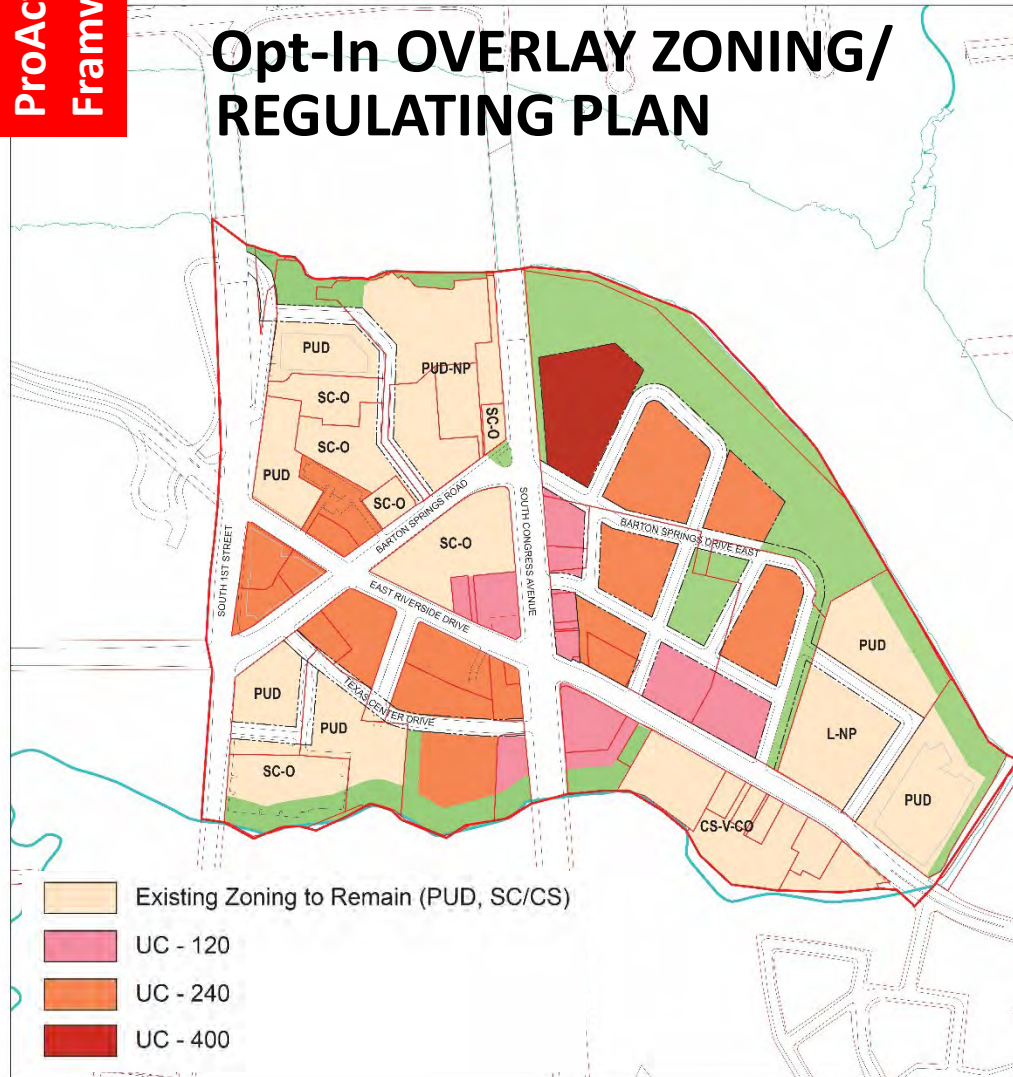 ProAc
Framv
Opt-In OVERLAY ZONING/
REGULATING PLAN
PUD
PUD-NP
SC-O
SC-O
SC-O
PUD
SC-O
BARTON SPRINGS ROAD
SC-O
SOUTH CONGRESS AVENUE
BARTON SPRINGS DRIVE EAST
SOUTH 1ST STREET
EAST RIVERSIDE DRIVE
PUD
TEXAS CENTER DRIVE
PUD
SC-O
PUD
L-NP
PUD
CS-V-CO
Existing Zoning to Remain (PUD, SC/CS)
UC - 120
UC - 240
UC - 400